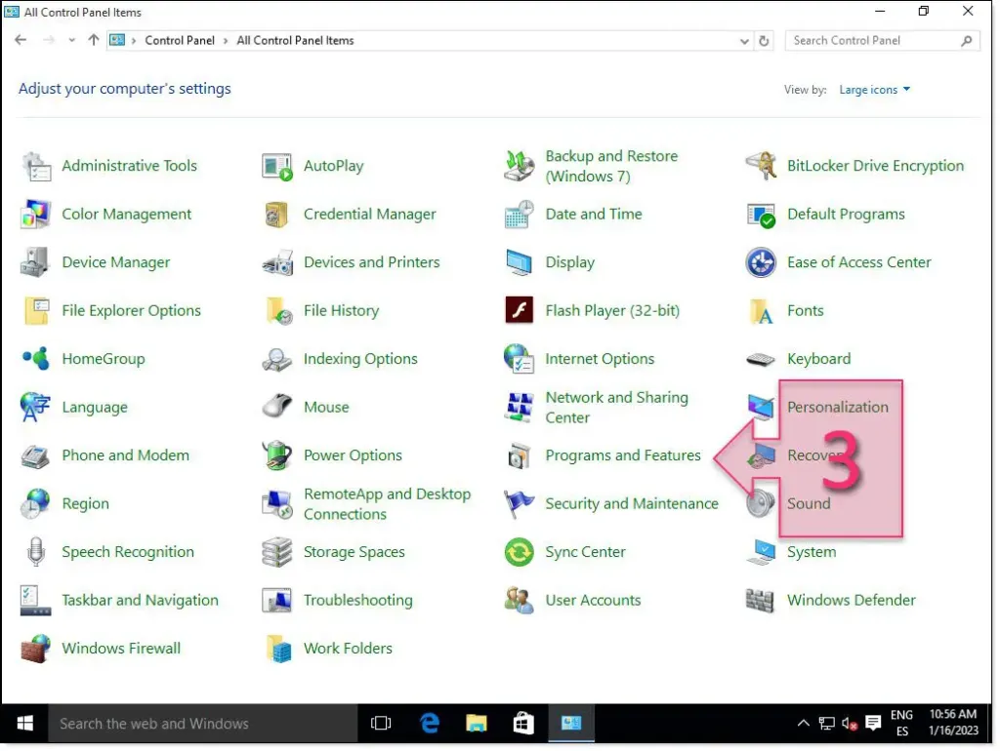 All Control Panel Items
Control Panel > All Control Panel Items
Search Control Panel
Adjust your computer's settings
View by: Large icons
Administrative Tools
AutoPlay
Backup and Restore
(Windows 7)
BitLocker Drive Encryption
Color Management
Credential Manager
Date and Time
Default Programs
Device Manager
Devices and Printers
Display
Ease of Access Center
File Explorer Options
File History
Flash Player (32-bit)
Fonts
HomeGroup
Indexing Options
Internet Options
Keyboard
Language
Mouse
Network and Sharing
Center
Personalization
Phone and Modem
Power Options
Programs and Features
3
Region
RemoteApp and Desktop
Connections
Security and Maintenance
Sound
Speech Recognition
Storage Spaces
Sync Center
System
Taskbar and Navigation
Troubleshooting
User Accounts
Windows Defender
Windows Firewall
Work Folders
Search the web and Windows
ENG
ES
10:56 AM
1/16/2023